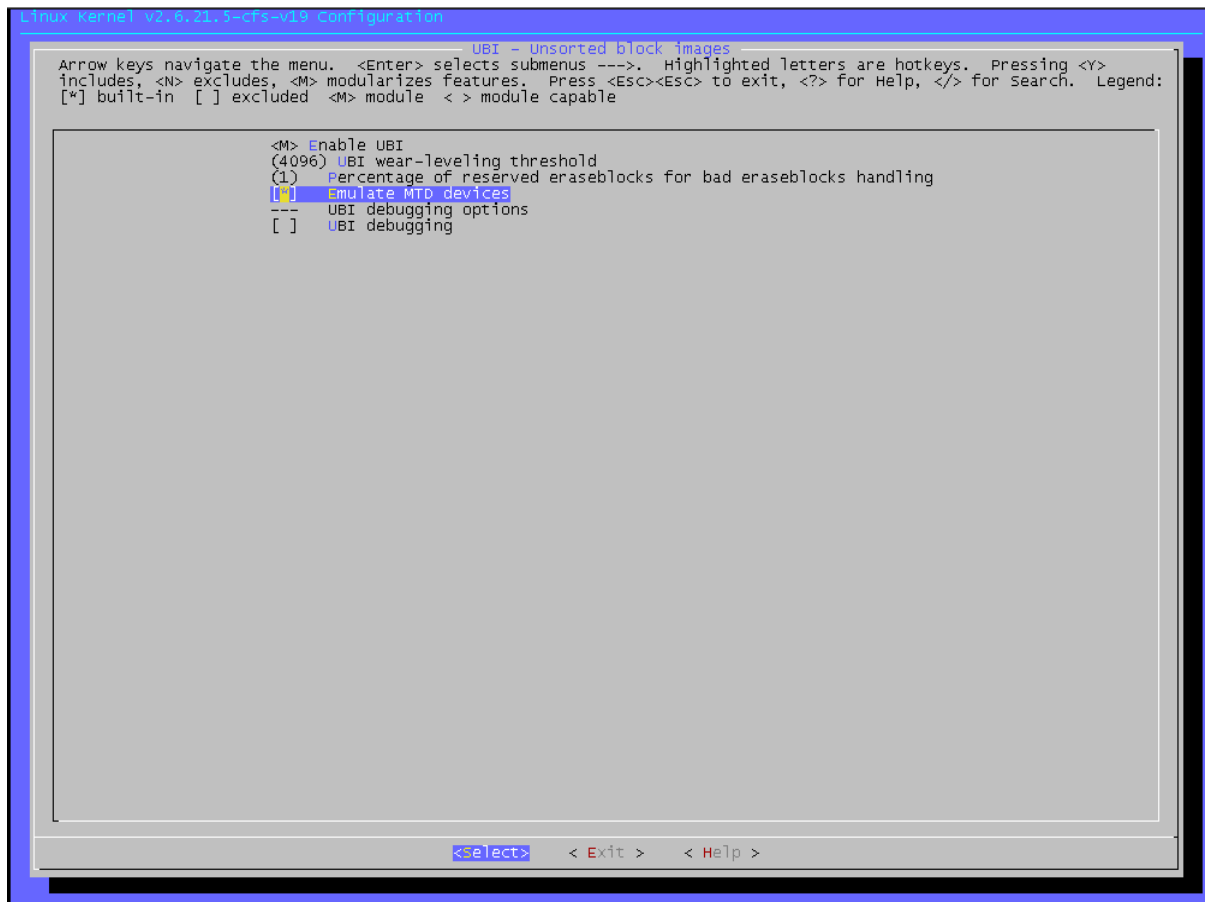 Linux Kernel v2.6.21.5-cfs-v19 Configuration
UBI - Unsorted block images
Arrow keys navigate the menu.  <Enter> selects submenus --->.  Highlighted letters are hotkeys.  Pressing <Y>
includes, <N> excludes, <M> modularizes features.  Press <Esc><Esc> to exit, <?> for Help, </> for Search.  Legend:
[*] built-in  [ ] excluded  <M> module  < > module capable
<M> Enable UBI
(4096) UBI wear-leveling threshold
(1)   Percentage of reserved eraseblocks for bad eraseblocks handling
[*]   Emulate MTD devices
---   UBI debugging options
[ ]   UBI debugging
<Select>    < Exit >    < Help >